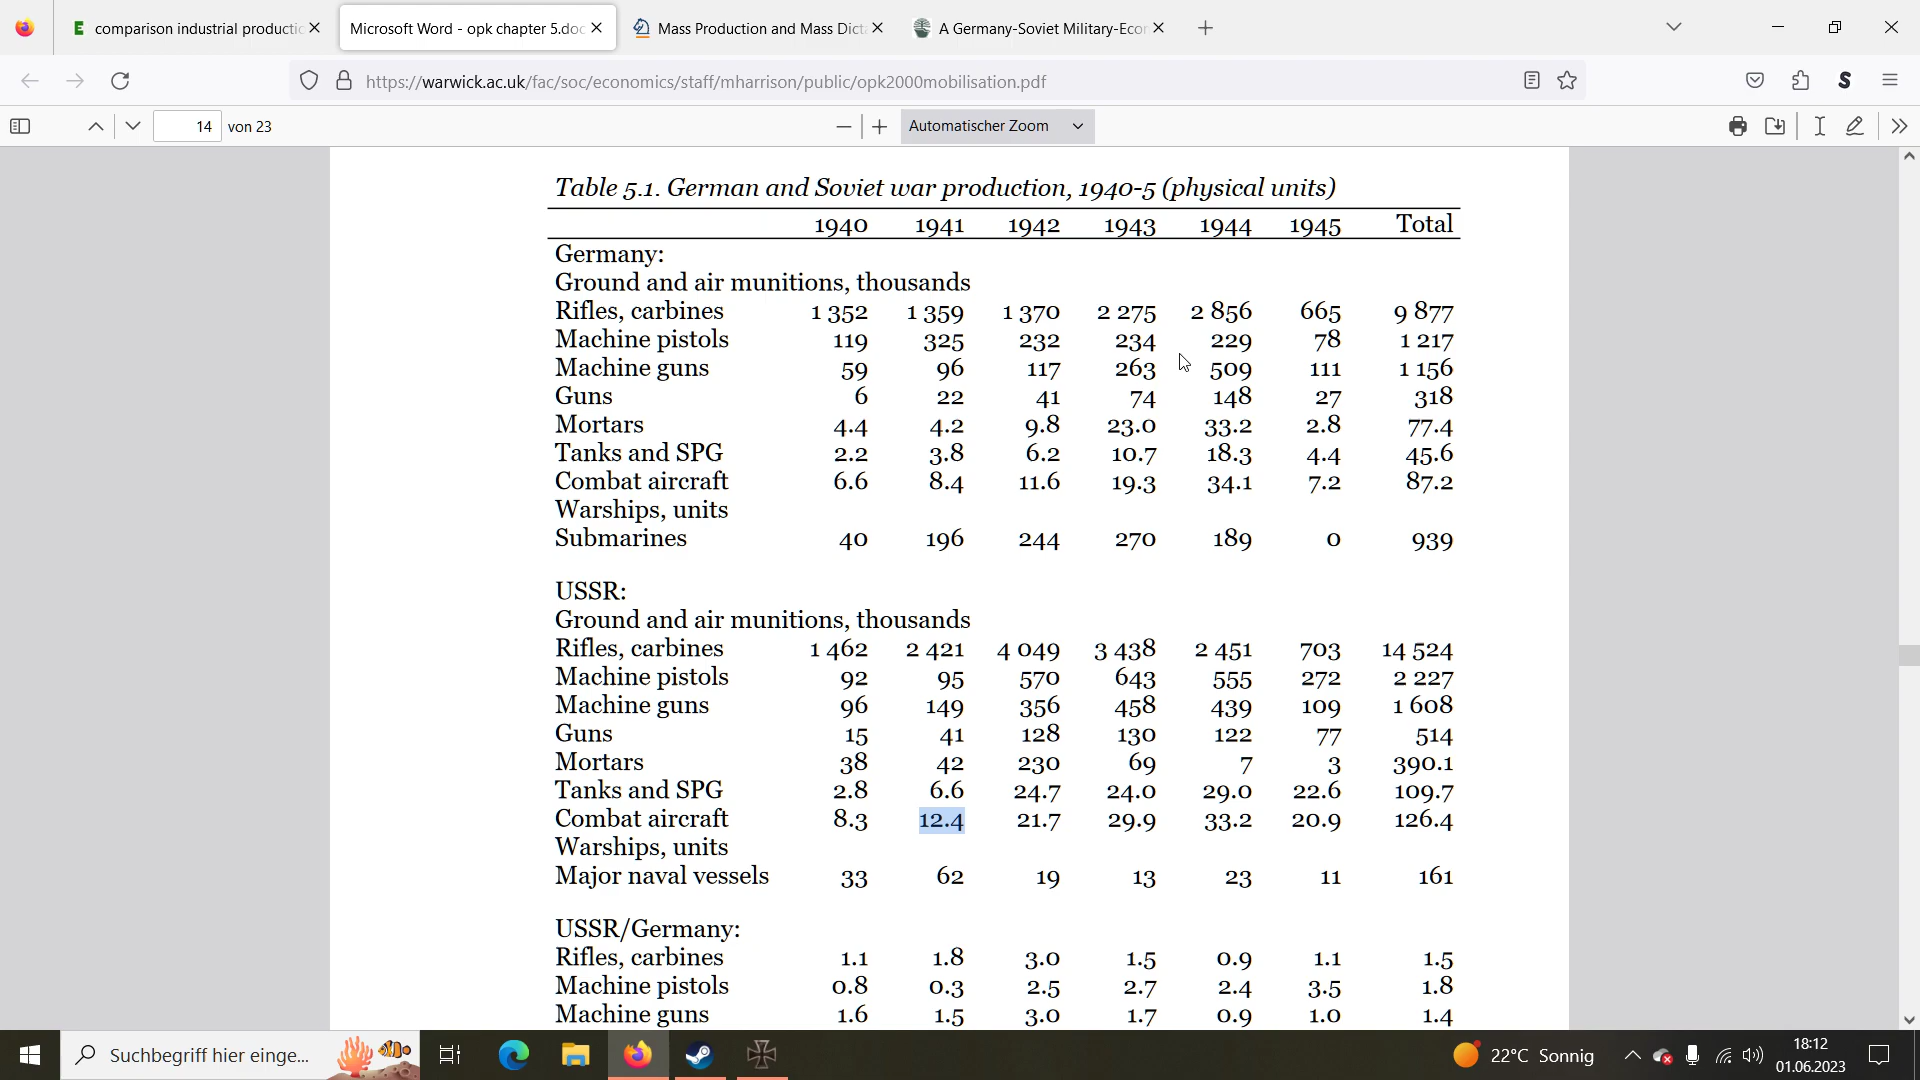 comparison industrial productic
Microsoft Word - opk chapter 5.doc
Mass Production and Mass Dicta
A Germany-Soviet Military-Econ
https://warwick.ac.uk/fac/soc/economics/staff/mharrison/public/opk2000mobilisation.pdf
14 von 23
Automatischer Zoom
Table 5.1. German and Soviet war production, 1940-5 (physical units)
1940 1941 1942 1943 1944 1945 Total
Germany:
Ground and air munitions, thousands
Rifles, carbines 1 352 1 359 1 370 2 275 2 856 665 9 877
Machine pistols 119 325 232 234 229 78 1 217
Machine guns 59 96 117 263 509 111 1 156
Guns 6 22 41 74 148 27 318
Mortars 4.4 4.2 9.8 23.0 33.2 2.8 77.4
Tanks and SPG 2.2 3.8 6.2 10.7 18.3 4.4 45.6
Combat aircraft 6.6 8.4 11.6 19.3 34.1 7.2 87.2
Warships, units
Submarines 40 196 244 270 189 0 939
USSR:
Ground and air munitions, thousands
Rifles, carbines 1 462 2 421 4 049 3 438 2 451 703 14 524
Machine pistols 92 95 570 643 555 272 2 227
Machine guns 96 149 356 458 439 109 1 608
Guns 15 41 128 130 122 77 514
Mortars 38 42 230 69 7 3 390.1
Tanks and SPG 2.8 6.6 24.7 24.0 29.0 22.6 109.7
Combat aircraft 8.3 12.4 21.7 29.9 33.2 20.9 126.4
Warships, units
Major naval vessels 33 62 19 13 23 11 161
USSR/Germany:
Rifles, carbines 1.1 1.8 3.0 1.5 0.9 1.1 1.5
Machine pistols 0.8 0.3 2.5 2.7 2.4 3.5 1.8
Machine guns 1.6 1.5 3.0 1.7 0.9 1.0 1.4
Suchbegriff hier einge...
22°C Sonnig
18:12
01.06.2023